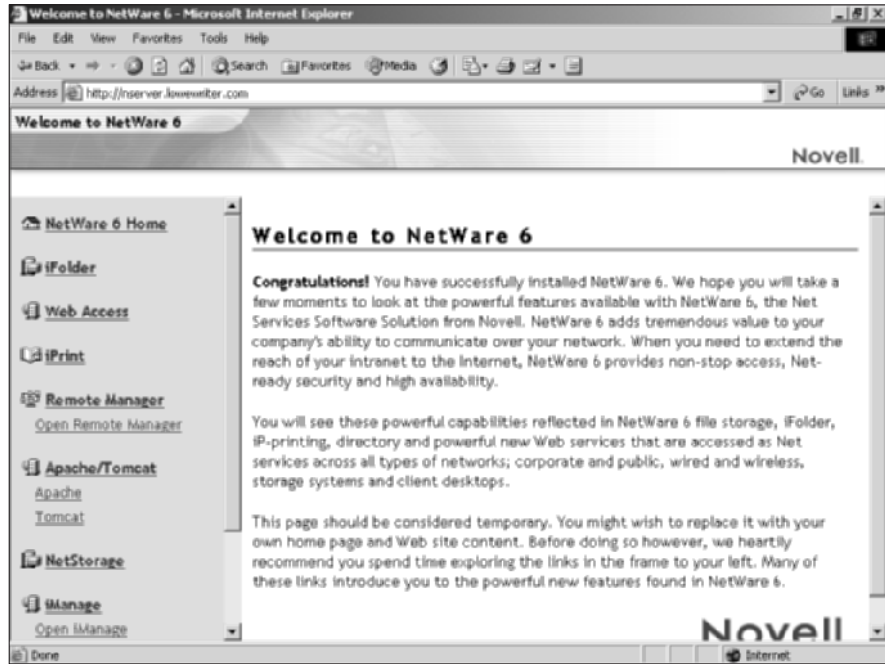 Welcome to NetWare 6 - Microsoft Internet Explorer
File Edit View Favorites Tools Help
Back Search Favorites Media
Address http://nserver.lowewriter.com Go Links »
Welcome to NetWare 6
Novell.
NetWare 6 Home
iFolder
Web Access
iPrint
Remote Manager
Open Remote Manager
Apache/Tomcat
Apache
Tomcat
NetStorage
iManage
Open iManage
Welcome to NetWare 6
Congratulations! You have successfully installed NetWare 6. We hope you will take a
few moments to look at the powerful features available with NetWare 6, the Net
Services Software Solution from Novell. NetWare 6 adds tremendous value to your
company's ability to communicate over your network. When you need to extend the
reach of your intranet to the Internet, NetWare 6 provides non-stop access, Net-
ready security and high availability.
You will see these powerful capabilities reflected in NetWare 6 file storage, iFolder,
iP-printing, directory and powerful new Web services that are accessed as Net
services across all types of networks; corporate and public, wired and wireless,
storage systems and client desktops.
This page should be considered temporary. You might wish to replace it with your
own home page and Web site content. Before doing so however, we heartily
recommend you spend time exploring the links in the frame to your left. Many of
these links introduce you to the powerful new features found in NetWare 6.
Novell
Done Internet